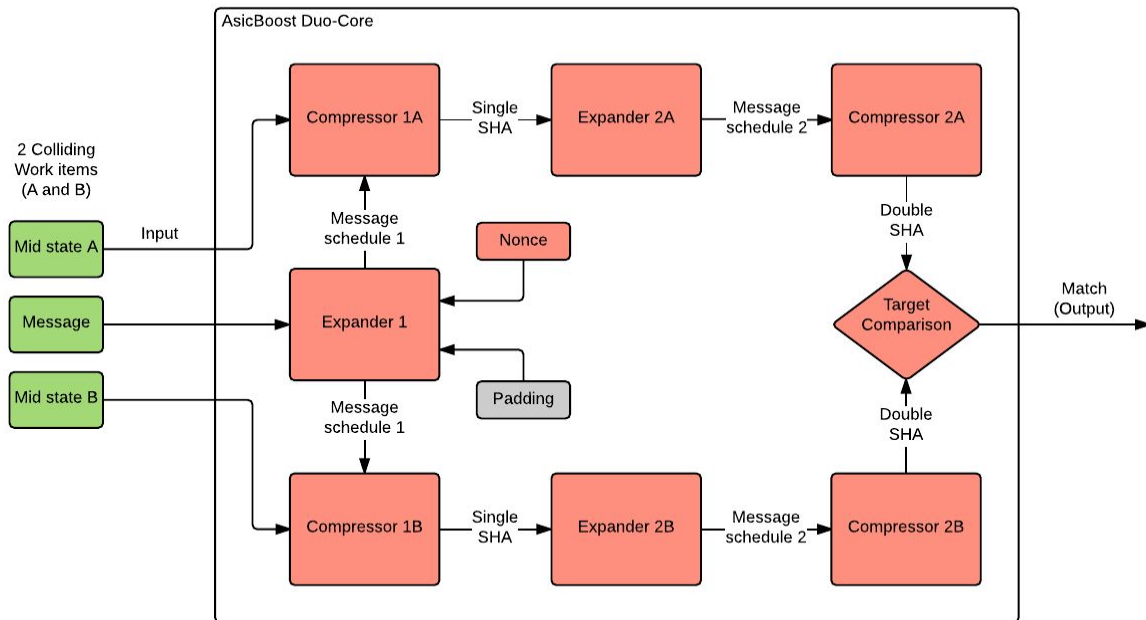 AsicBoost Duo-Core
2 Colliding
Work items
(A and B)
Mid state A
Input
Message
Mid state B
Compressor 1A
Single
SHA
Expander 2A
Message
schedule 2
Compressor 2A
Message
schedule 1
Nonce
Double
SHA
Expander 1
Target
Comparison
Match
(Output)
Padding
Message
schedule 1
Double
SHA
Compressor 1B
Single
SHA
Expander 2B
Message
schedule 2
Compressor 2B